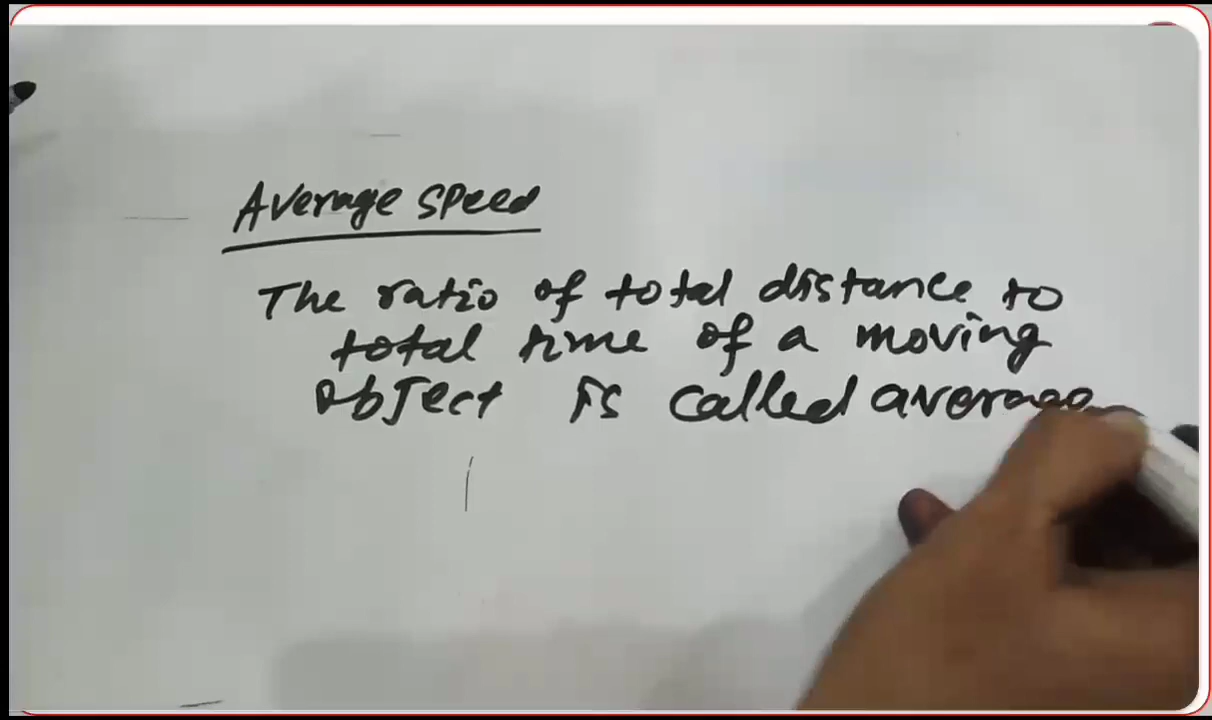 Average speed
The ratio of total distance to
total time of a moving
object is called average